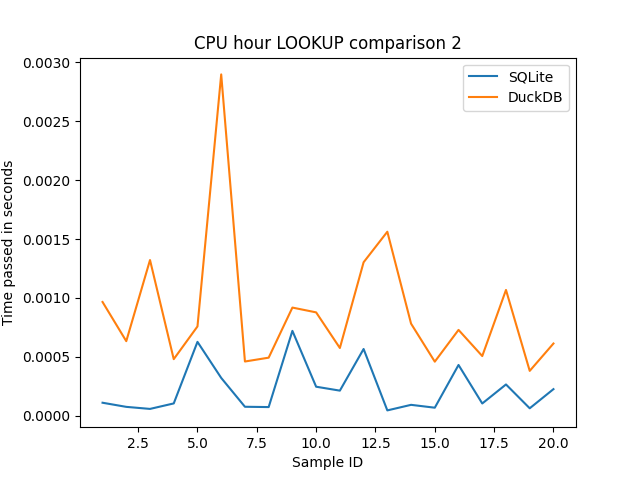 CPU hour LOOKUP comparison 2
SQLite
DuckDB
Time passed in seconds
0.0030
0.0025
0.0020
0.0015
0.0010
0.0005
0.0000
2.5 5.0 7.5 10.0 12.5 15.0 17.5 20.0
Sample ID